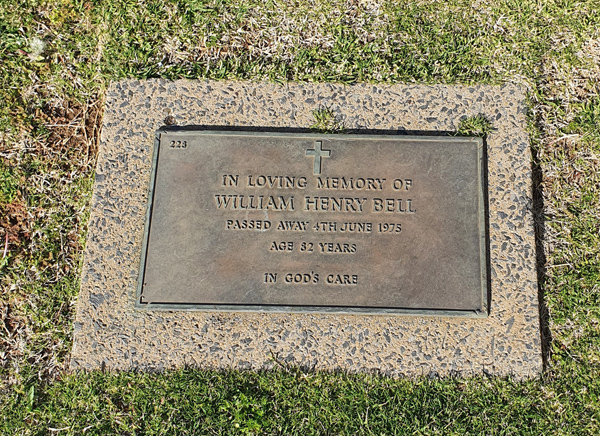 223
IN LOVING MEMORY OF
WILLIAM HENRY BELL
PASSED AWAY 4TH JUNE 1975
AGE 82 YEARS
IN GOD'S CARE